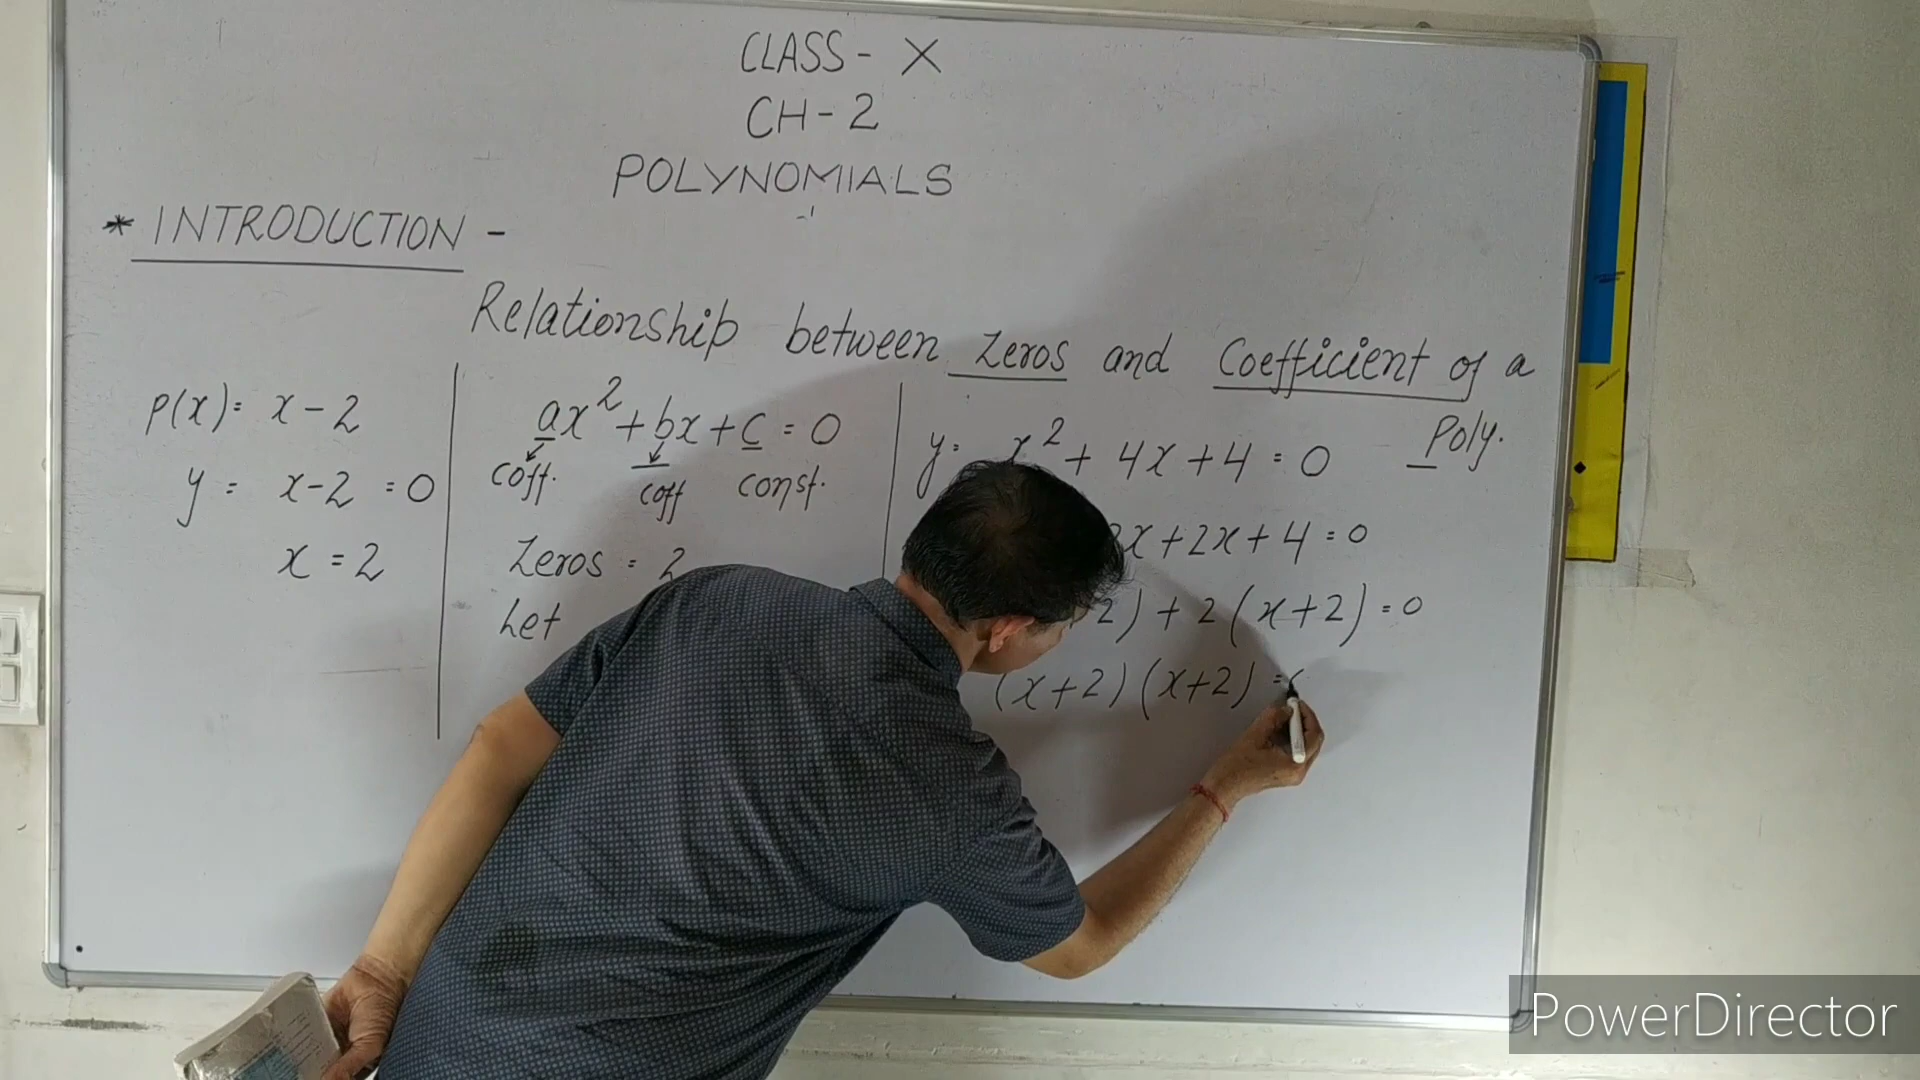 CLASS - X
CH - 2
POLYNOMIALS
* INTRODUCTION -
Relationship between Zeros and Coefficient of a
Poly.
p(x) = x - 2
y = x - 2 = 0
x = 2
ax² + bx + c = 0
coff. coff const.
Zeros = 2
Let
y = x² + 4x + 4 = 0
2x + 2x + 4 = 0
2) + 2 (x + 2) = 0
(x + 2) (x + 2) =
PowerDirector